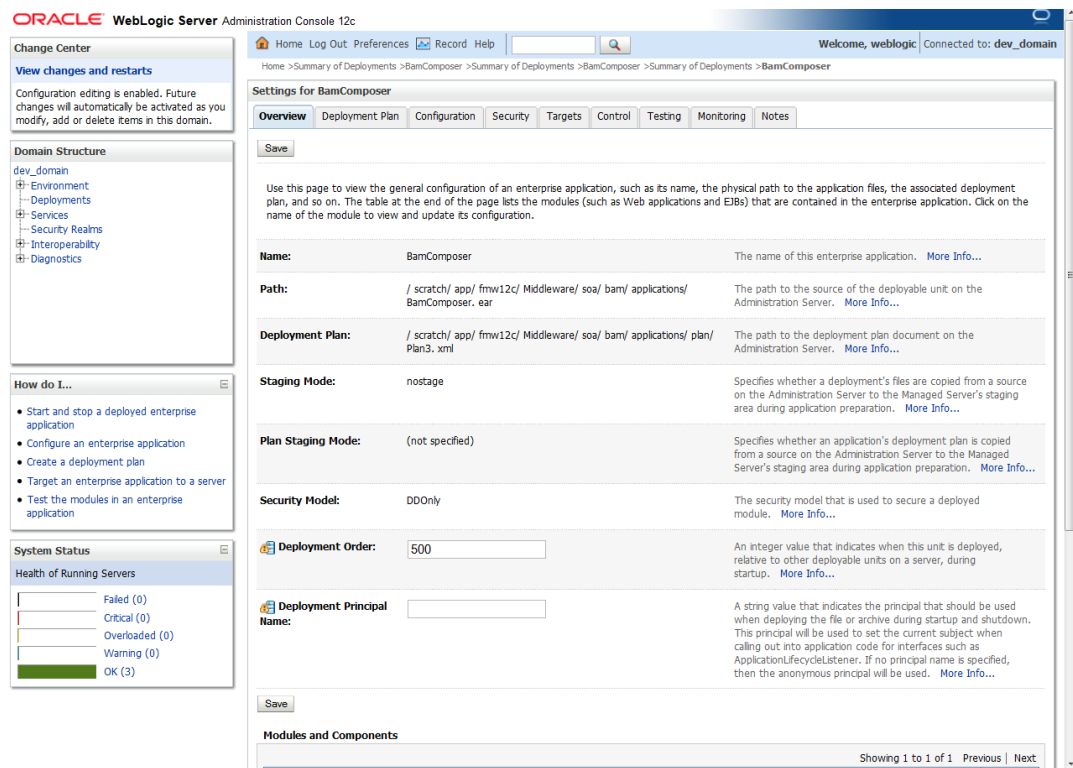 ORACLE WebLogic Server Administration Console 12c
Change Center
View changes and restarts
Configuration editing is enabled. Future
changes will automatically be activated as you
modify, add or delete items in this domain.
Domain Structure
dev_domain
Environment
Deployments
Services
Security Realms
Interoperability
Diagnostics
How do I...
Start and stop a deployed enterprise
application
Configure an enterprise application
Create a deployment plan
Target an enterprise application to a server
Test the modules in an enterprise
application
System Status
Health of Running Servers
Failed (0)
Critical (0)
Overloaded (0)
Warning (0)
OK (3)
Home Log Out Preferences Record Help
Welcome, weblogic Connected to: dev_domain
Home >Summary of Deployments >BamComposer >Summary of Deployments >BamComposer >Summary of Deployments >BamComposer
Settings for BamComposer
Overview Deployment Plan Configuration Security Targets Control Testing Monitoring Notes
Save
Use this page to view the general configuration of an enterprise application, such as its name, the physical path to the application files, the associated deployment
plan, and so on. The table at the end of the page lists the modules (such as Web applications and EJBs) that are contained in the enterprise application. Click on the
name of the module to view and update its configuration.
Name: BamComposer The name of this enterprise application. More Info...
Path: / scratch/ app/ fmw12c/ Middleware/ soa/ bam/ applications/ The path to the source of the deployable unit on the
BamComposer. ear Administration Server. More Info...
Deployment Plan: / scratch/ app/ fmw12c/ Middleware/ soa/ bam/ applications/ plan/ The path to the deployment plan document on the
Plan3. xml Administration Server. More Info...
Staging Mode: nostage Specifies whether a deployment's files are copied from a source
on the Administration Server to the Managed Server's staging
area during application preparation. More Info...
Plan Staging Mode: (not specified) Specifies whether an application's deployment plan is copied
from a source on the Administration Server to the Managed
Server's staging area during application preparation. More Info...
Security Model: DDOnly The security model that is used to secure a deployed
module. More Info...
Deployment Order: 500 An integer value that indicates when this unit is deployed,
relative to other deployable units on a server, during
startup. More Info...
Deployment Principal A string value that indicates the principal that should be used
Name: when deploying the file or archive during startup and shutdown.
This principal will be used to set the current subject when
calling out into application code for interfaces such as
ApplicationLifecycleListener. If no principal name is specified,
then the anonymous principal will be used. More Info...
Save
Modules and Components
Showing 1 to 1 of 1 Previous | Next